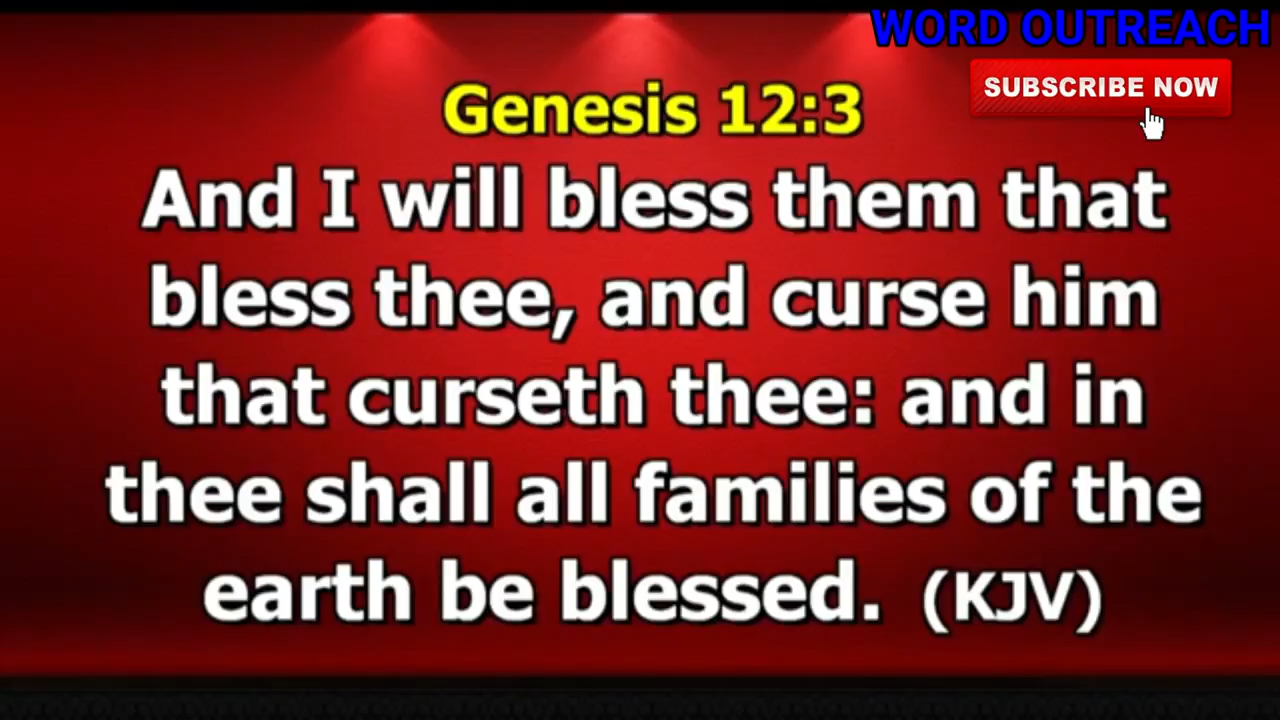 WORD OUTREACH
SUBSCRIBE NOW
Genesis 12:3
And I will bless them that
bless thee, and curse him
that curseth thee: and in
thee shall all families of the
earth be blessed. (KJV)